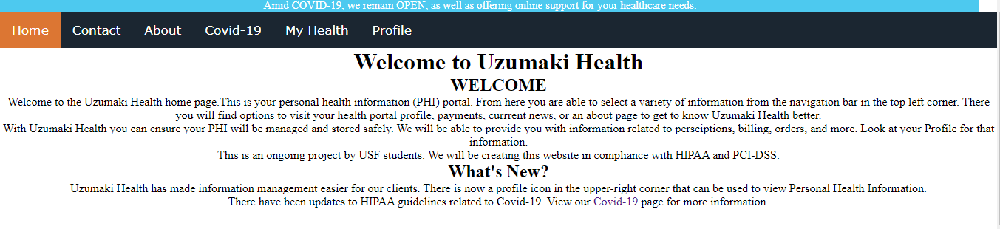 Amid COVID-19, we remain OPEN, as well as offering online support for your healthcare needs.
Home Contact About Covid-19 My Health Profile
Welcome to Uzumaki Health
WELCOME
Welcome to the Uzumaki Health home page.This is your personal health information (PHI) portal. From here you are able to select a variety of information from the navigation bar in the top left corner. There
you will find options to visit your health portal profile, payments, currrent news, or an about page to get to know Uzumaki Health better.
With Uzumaki Health you can ensure your PHI will be managed and stored safely. We will be able to provide you with information related to persciptions, billing, orders, and more. Look at your Profile for that
information.
This is an ongoing project by USF students. We will be creating this website in compliance with HIPAA and PCI-DSS.
What's New?
Uzumaki Health has made information management easier for our clients. There is now a profile icon in the upper-right corner that can be used to view Personal Health Information.
There have been updates to HIPAA guidelines related to Covid-19. View our Covid-19 page for more information.